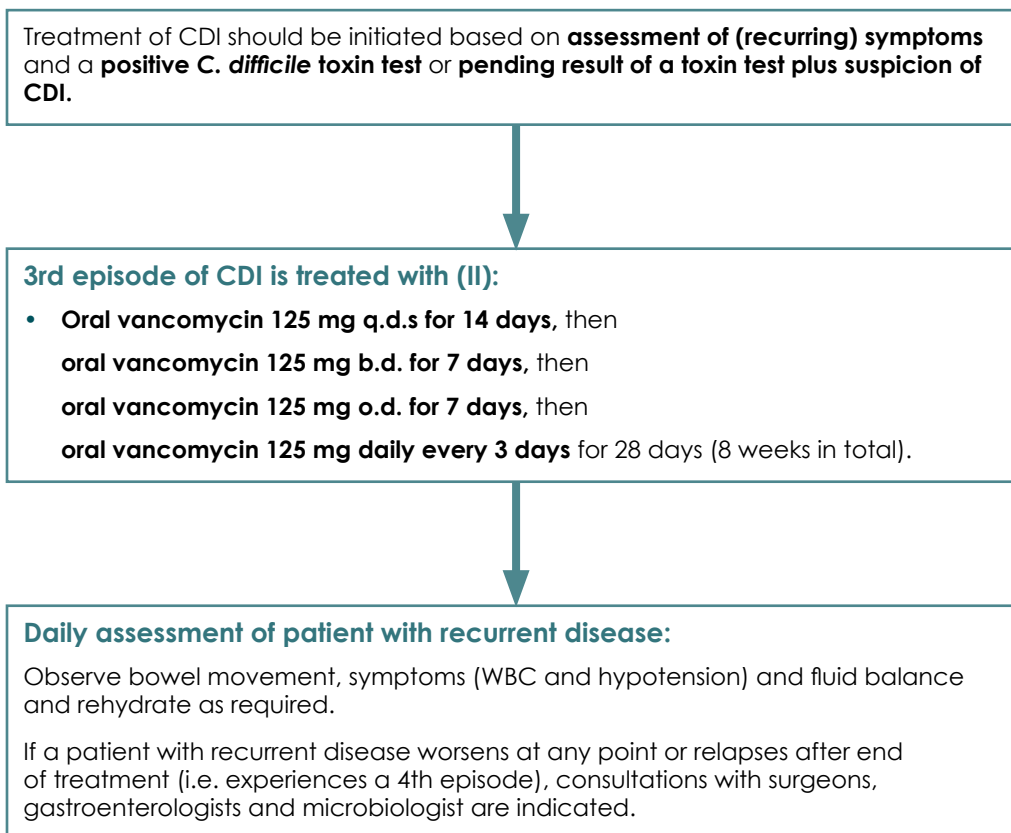 Treatment of CDI should be initiated based on assessment of (recurring) symptoms
and a positive C. difficile toxin test or pending result of a toxin test plus suspicion of
CDI.
3rd episode of CDI is treated with (II):
• Oral vancomycin 125 mg q.d.s for 14 days, then
oral vancomycin 125 mg b.d. for 7 days, then
oral vancomycin 125 mg o.d. for 7 days, then
oral vancomycin 125 mg daily every 3 days for 28 days (8 weeks in total).
Daily assessment of patient with recurrent disease:
Observe bowel movement, symptoms (WBC and hypotension) and fluid balance
and rehydrate as required.
If a patient with recurrent disease worsens at any point or relapses after end
of treatment (i.e. experiences a 4th episode), consultations with surgeons,
gastroenterologists and microbiologist are indicated.